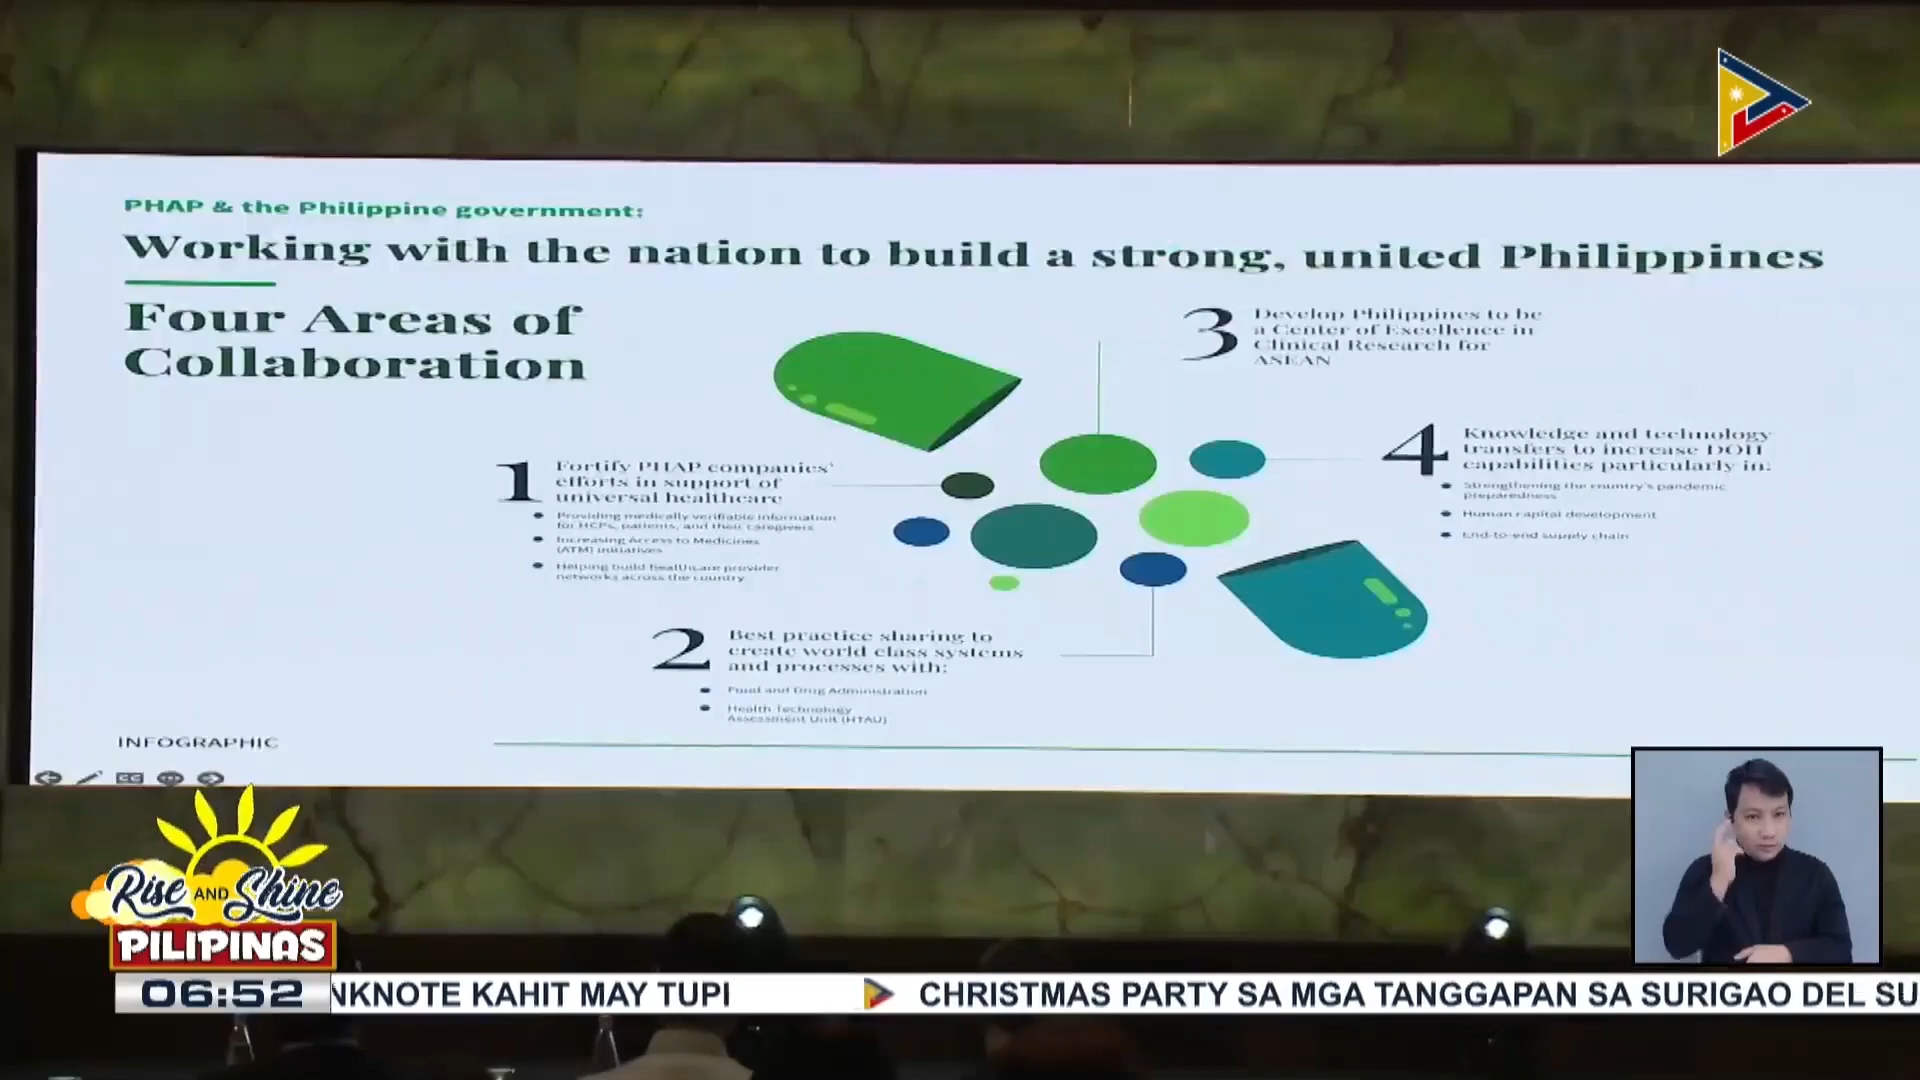 PHAP & the Philippine government:
Working with the nation to build a strong, united Philippines
Four Areas of
Collaboration
1
Fortify PHAP companies'
efforts in support of
universal healthcare
Providing medically verifiable information
for HCPs, patients, and their caregivers
Increasing Access to Medicines
(ATM) initiatives
Helping build healthcare provider
networks across the country
2
Best practice sharing to
create world class systems
and processes with:
Food and Drug Administration
Health Technology
Assessment Unit (HTAU)
3
Develop Philippines to be
a Center of Excellence in
Clinical Research for
ASEAN
4
Knowledge and technology
transfers to increase DOH
capabilities particularly in:
Strengthening the country's pandemic
preparedness
Human capital development
End-to-end supply chain
INFOGRAPHIC
CC
Rise AND Shine
PILIPINAS
06:52
NKNOTE KAHIT MAY TUPI
CHRISTMAS PARTY SA MGA TANGGAPAN SA SURIGAO DEL SU